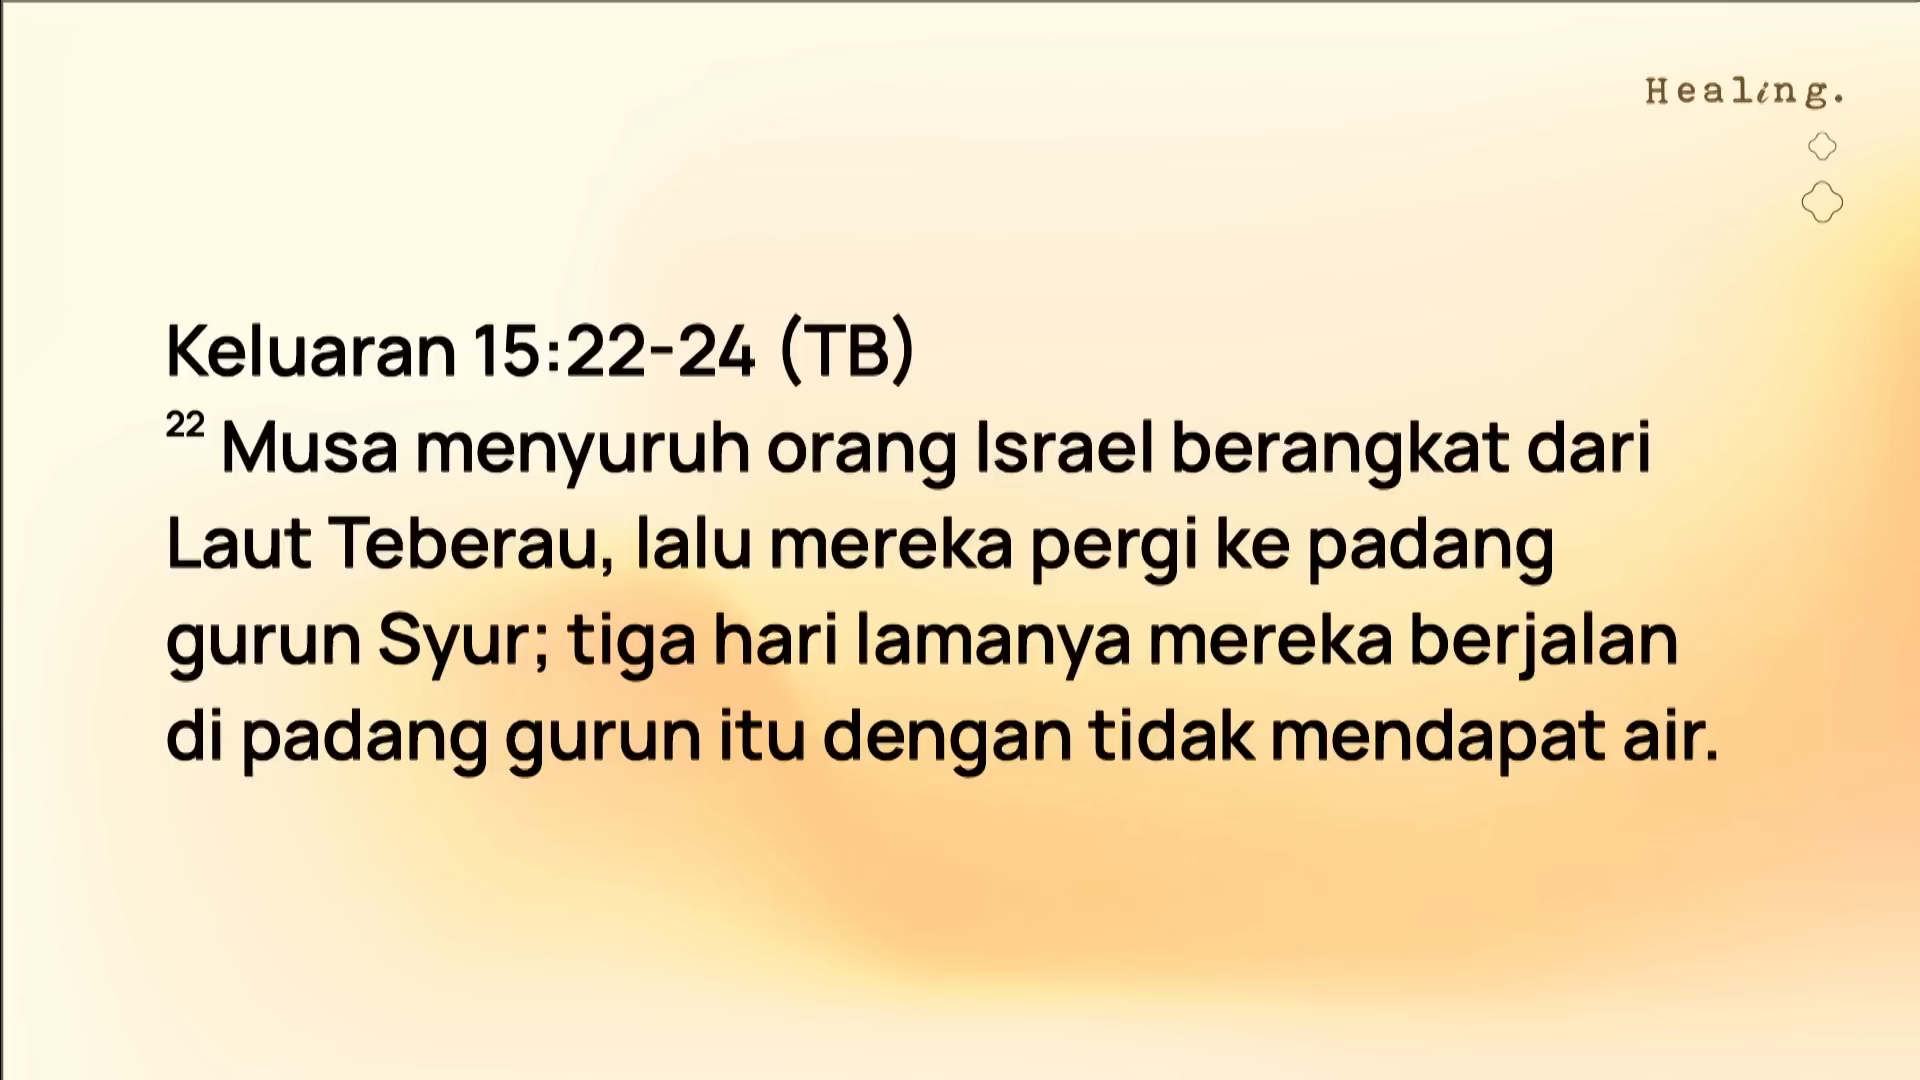 Healing.
Keluaran 15:22-24 (TB)
22 Musa menyuruh orang Israel berangkat dari
Laut Teberau, lalu mereka pergi ke padang
gurun Syur; tiga hari lamanya mereka berjalan
di padang gurun itu dengan tidak mendapat air.